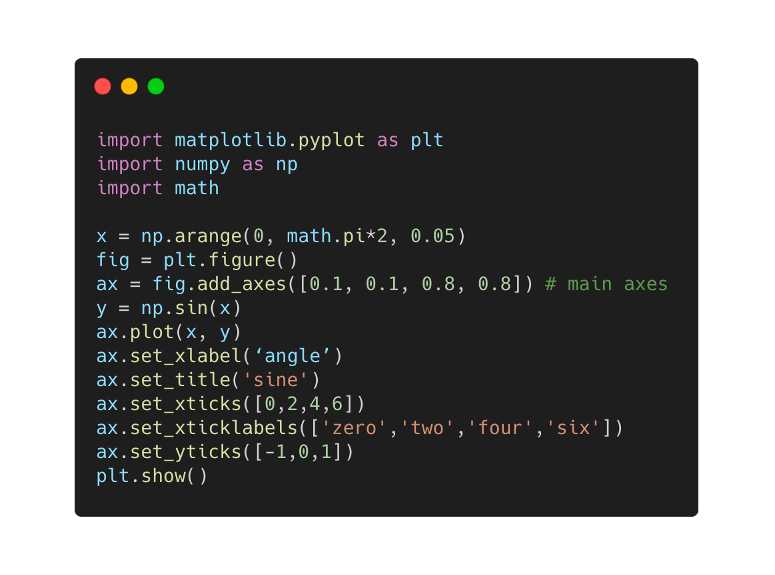 import matplotlib.pyplot as plt
import numpy as np
import math
x = np.arange(0, math.pi*2, 0.05)
fig = plt.figure()
ax = fig.add_axes([0.1, 0.1, 0.8, 0.8]) # main axes
y = np.sin(x)
ax.plot(x, y)
ax.set_xlabel(‘angle’)
ax.set_title('sine')
ax.set_xticks([0,2,4,6])
ax.set_xticklabels(['zero','two','four','six'])
ax.set_yticks([-1,0,1])
plt.show()